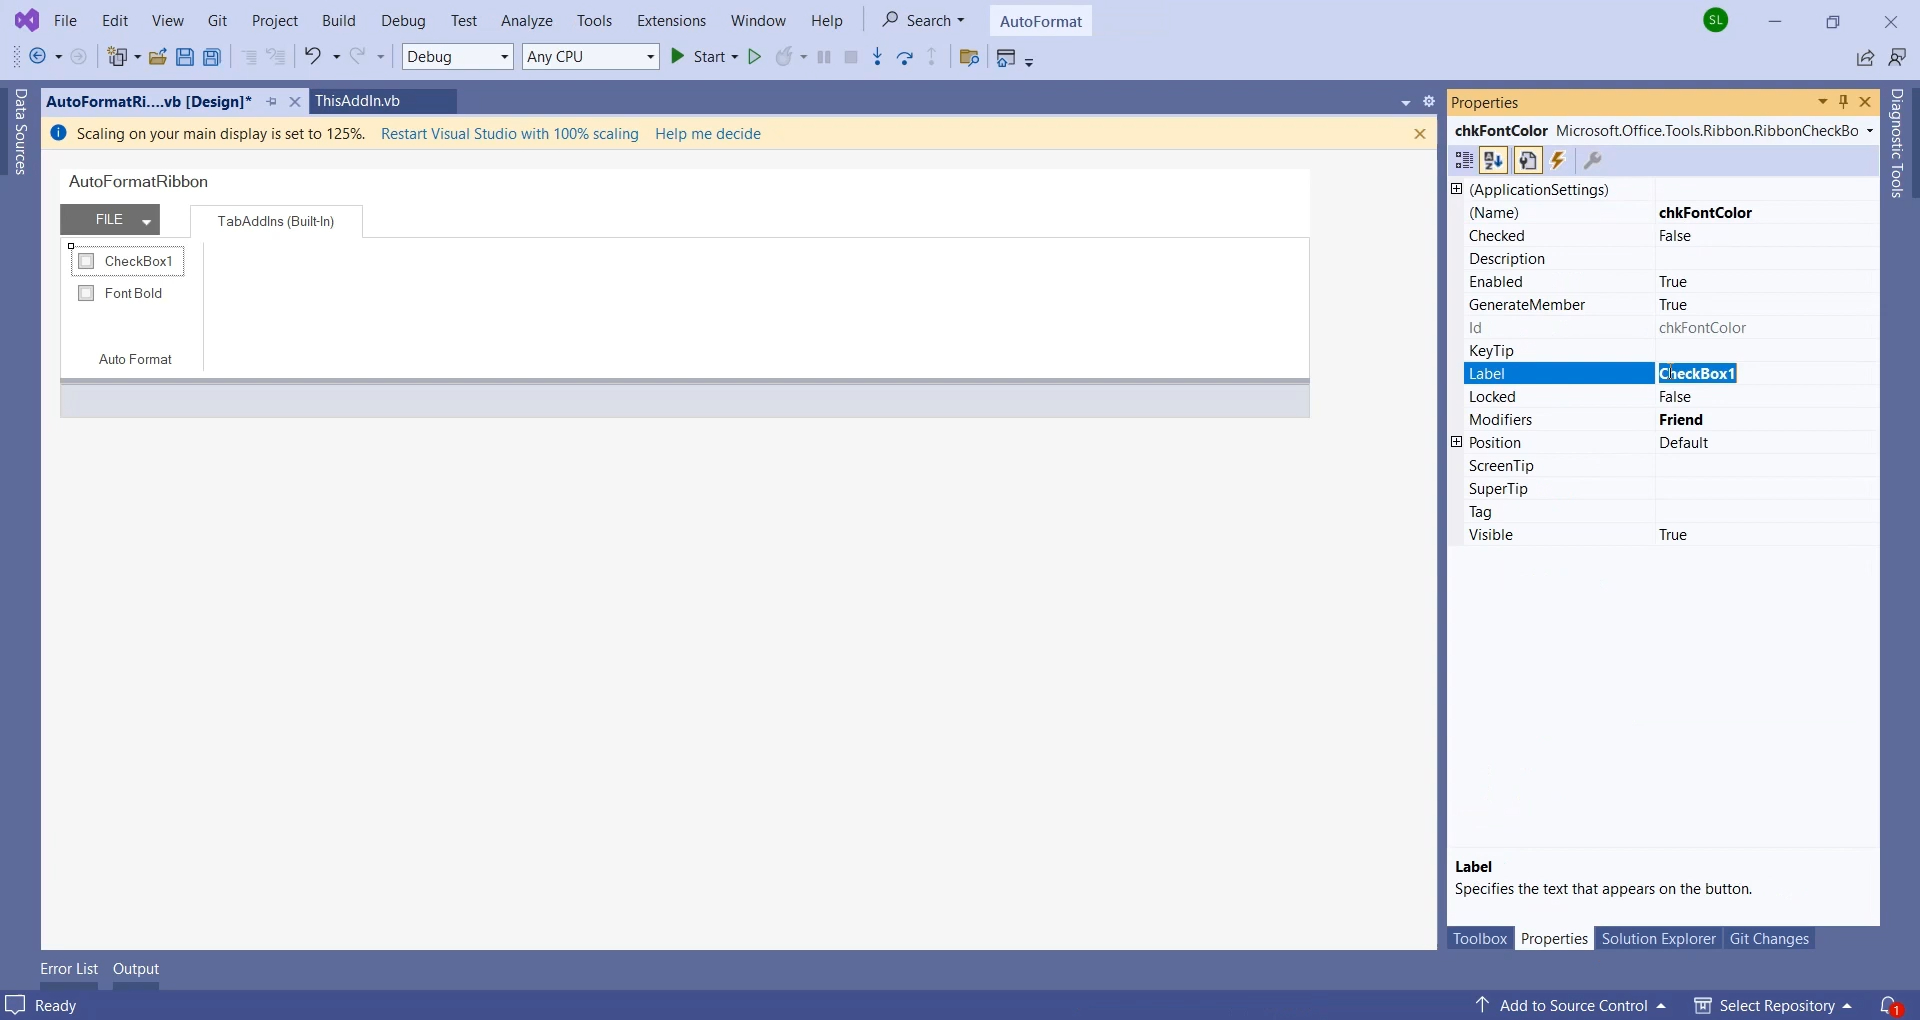 File Edit View Git Project Build Debug Test Analyze Tools Extensions Window Help Search AutoFormat SL
Debug Any CPU Start
Data Sources
AutoFormatRi....vb [Design]* ThisAddIn.vb
Scaling on your main display is set to 125%. Restart Visual Studio with 100% scaling Help me decide
AutoFormatRibbon
FILE TabAddIns (Built-In)
CheckBox1
Font Bold
Auto Format
Properties
chkFontColor Microsoft.Office.Tools.Ribbon.RibbonCheckBo
(ApplicationSettings)
(Name) chkFontColor
Checked False
Description
Enabled True
GenerateMember True
Id chkFontColor
KeyTip
Label CheckBox1
Locked False
Modifiers Friend
Position Default
ScreenTip
SuperTip
Tag
Visible True
Label
Specifies the text that appears on the button.
Toolbox Properties Solution Explorer Git Changes
Diagnostic Tools
Error List Output
Ready Add to Source Control Select Repository 1